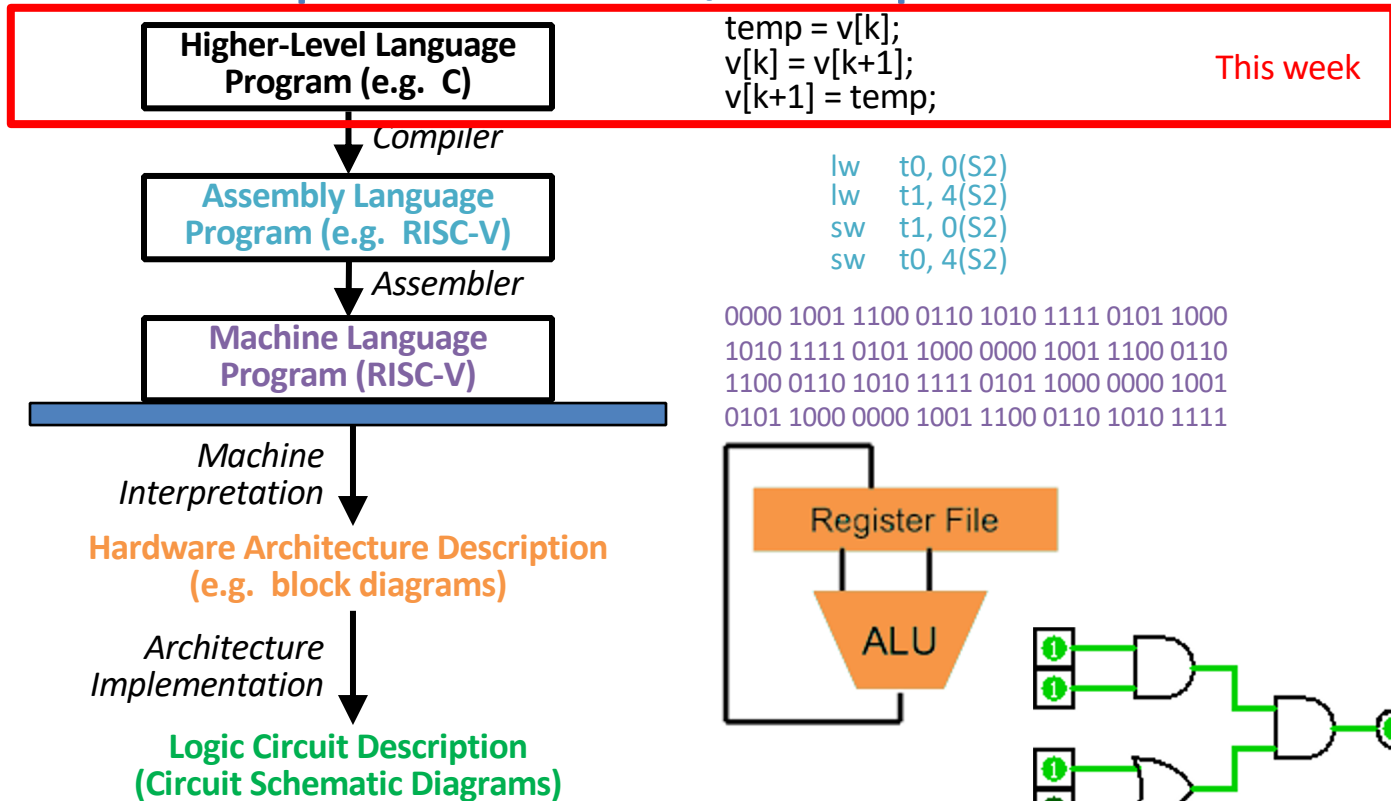 Higher-Level Language
Program (e.g. C)
temp = v[k];
v[k] = v[k+1];
v[k+1] = temp;
This week
Compiler
Assembly Language
Program (e.g. RISC-V)
lw t0, 0(S2)
lw t1, 4(S2)
sw t1, 0(S2)
sw t0, 4(S2)
Assembler
Machine Language
Program (RISC-V)
0000 1001 1100 0110 1010 1111 0101 1000
1010 1111 0101 1000 0000 1001 1100 0110
1100 0110 1010 1111 0101 1000 0000 1001
0101 1000 0000 1001 1100 0110 1010 1111
Machine
Interpretation
Hardware Architecture Description
(e.g. block diagrams)
Register File
ALU
Architecture
Implementation
Logic Circuit Description
(Circuit Schematic Diagrams)
1
1
1